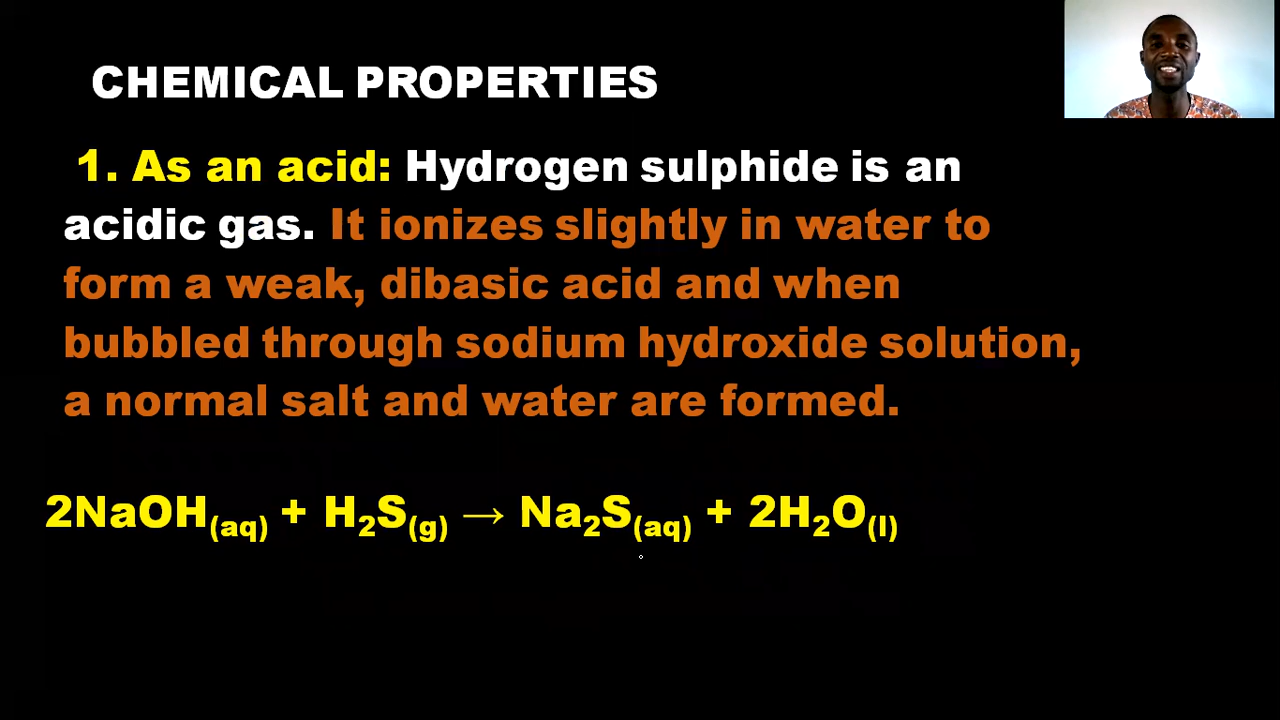 CHEMICAL PROPERTIES
1. As an acid: Hydrogen sulphide is an
acidic gas. It ionizes slightly in water to
form a weak, dibasic acid and when
bubbled through sodium hydroxide solution,
a normal salt and water are formed.
2NaOH(aq) + H₂S(g) → Na₂S(aq) + 2H₂O(l)